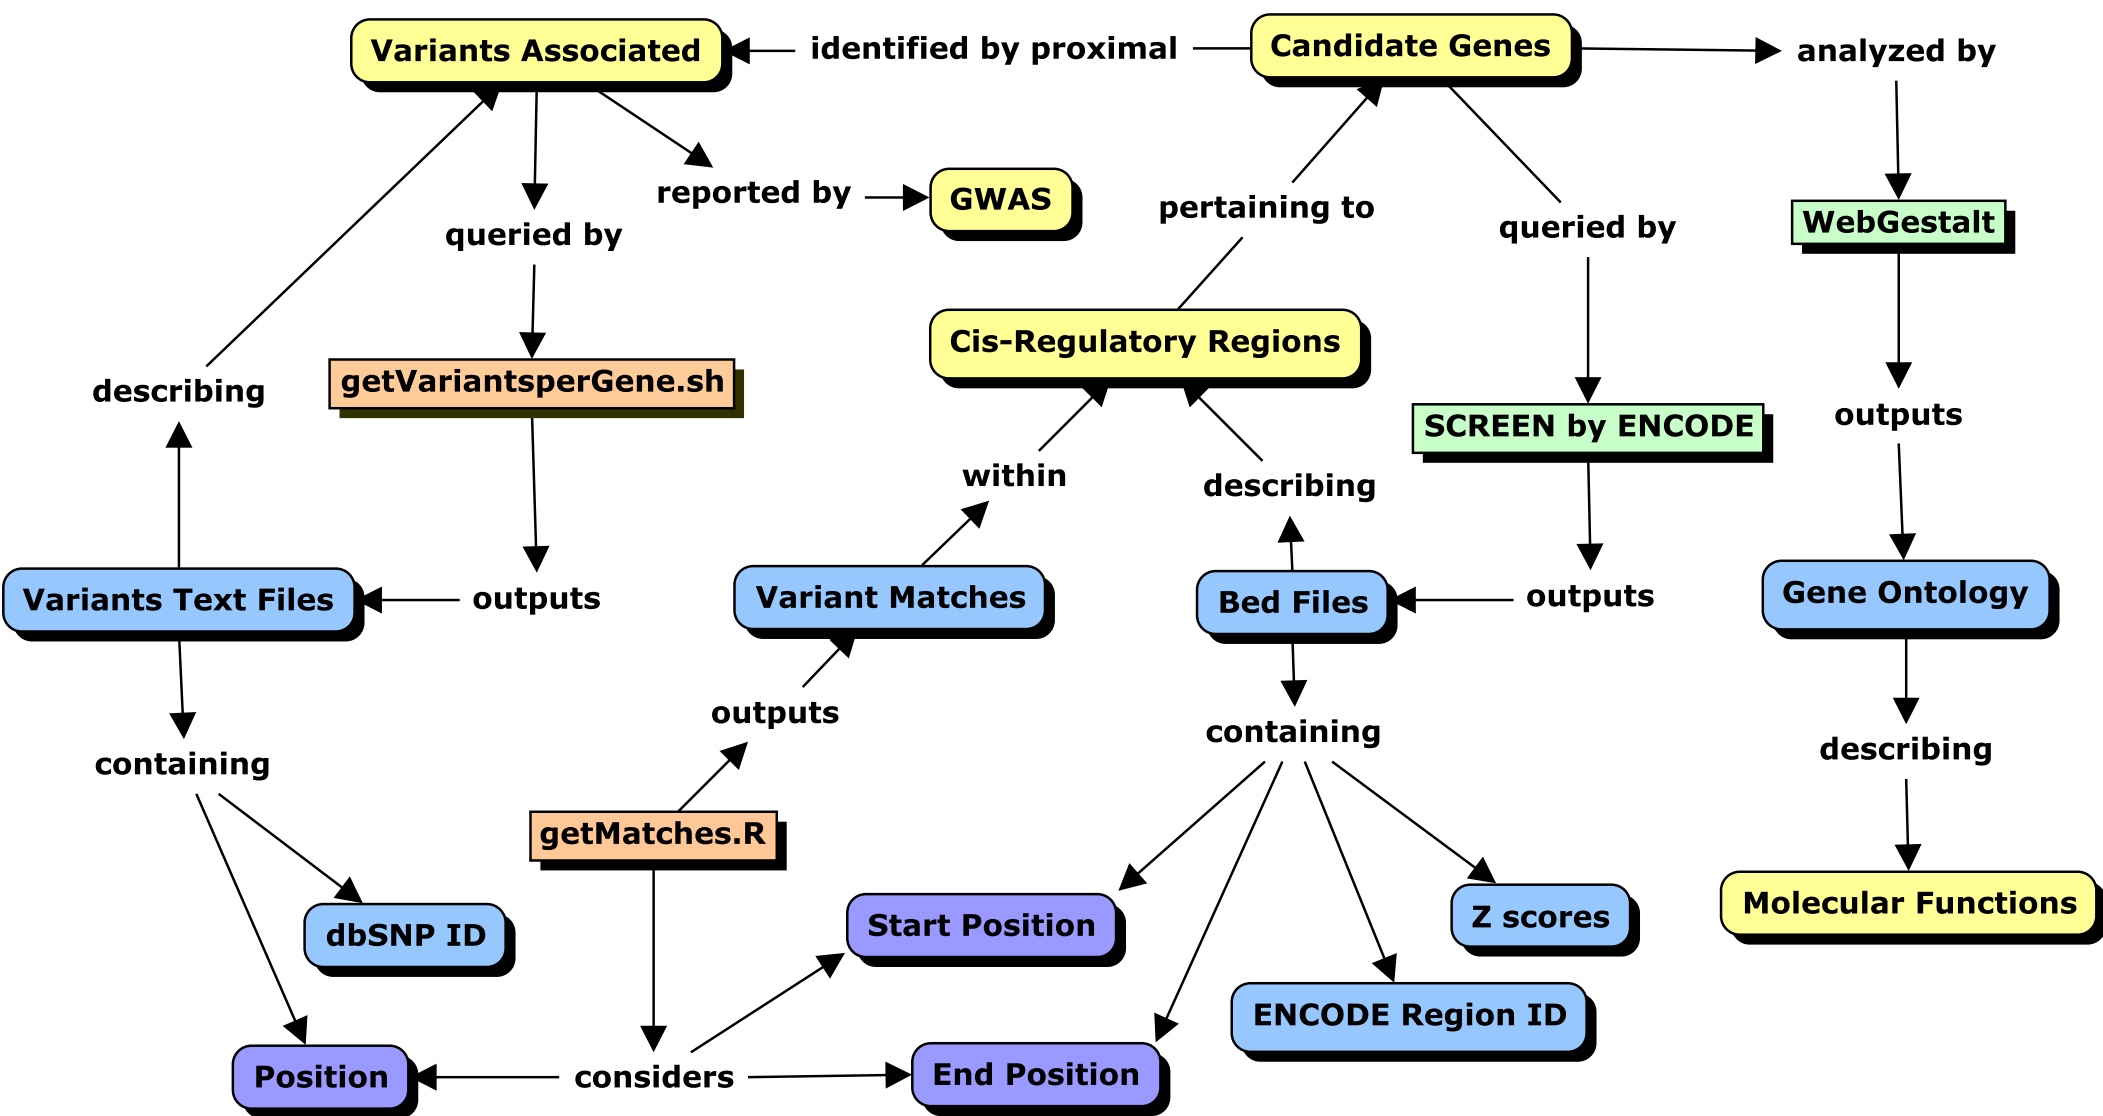 Variants Associated
identified by proximal
Candidate Genes
analyzed by
reported by
GWAS
pertaining to
queried by
queried by
WebGestalt
Cis-Regulatory Regions
describing
getVariantsperGene.sh
SCREEN by ENCODE
outputs
within
describing
Variants Text Files
outputs
Variant Matches
Bed Files
outputs
Gene Ontology
outputs
containing
containing
describing
getMatches.R
dbSNP ID
Start Position
Z scores
Molecular Functions
ENCODE Region ID
Position
considers
End Position